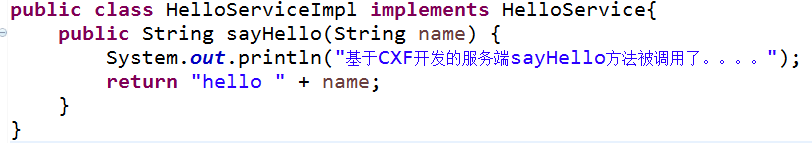 public class HelloServiceImpl implements HelloService{
    public String sayHello(String name) {
        System.out.println("基于CXF开发的服务端sayHello方法被调用了。。。。");
        return "hello " + name;
    }
}